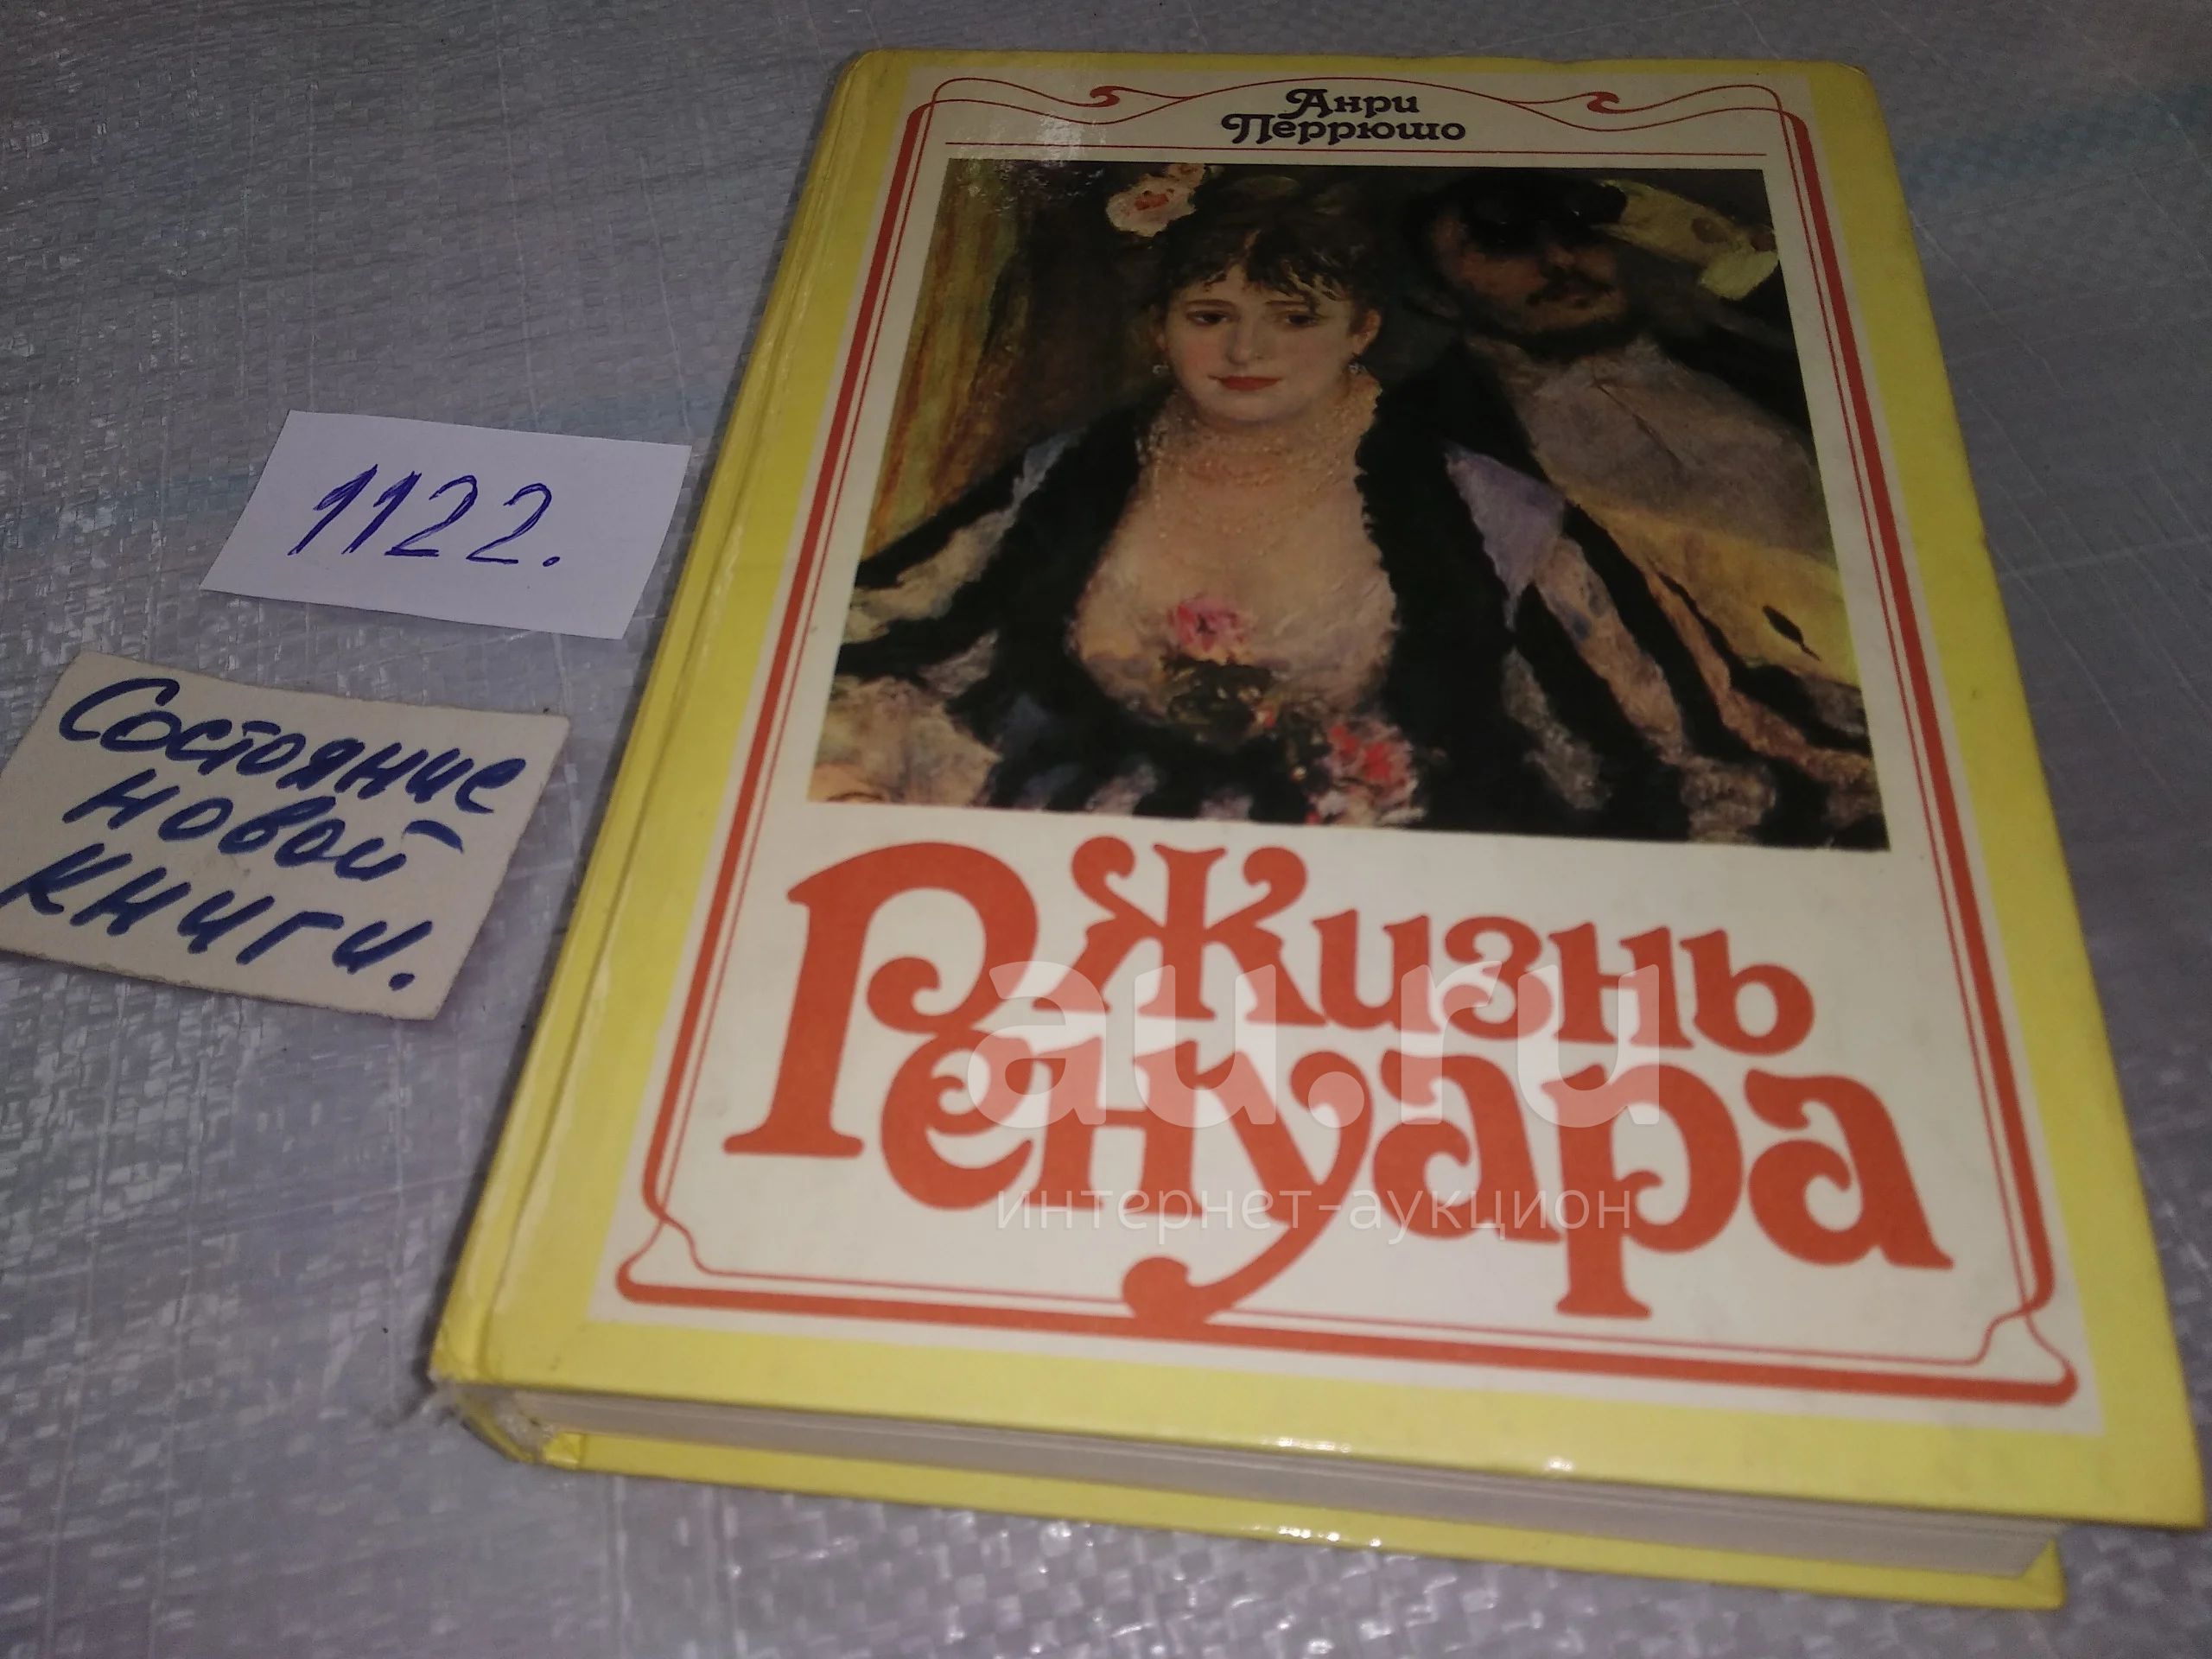 Анри
Перрюшо
1122.
Состояние
новой
книги.
Жизнь
Ренуара
au.ru
интернет-аукцион